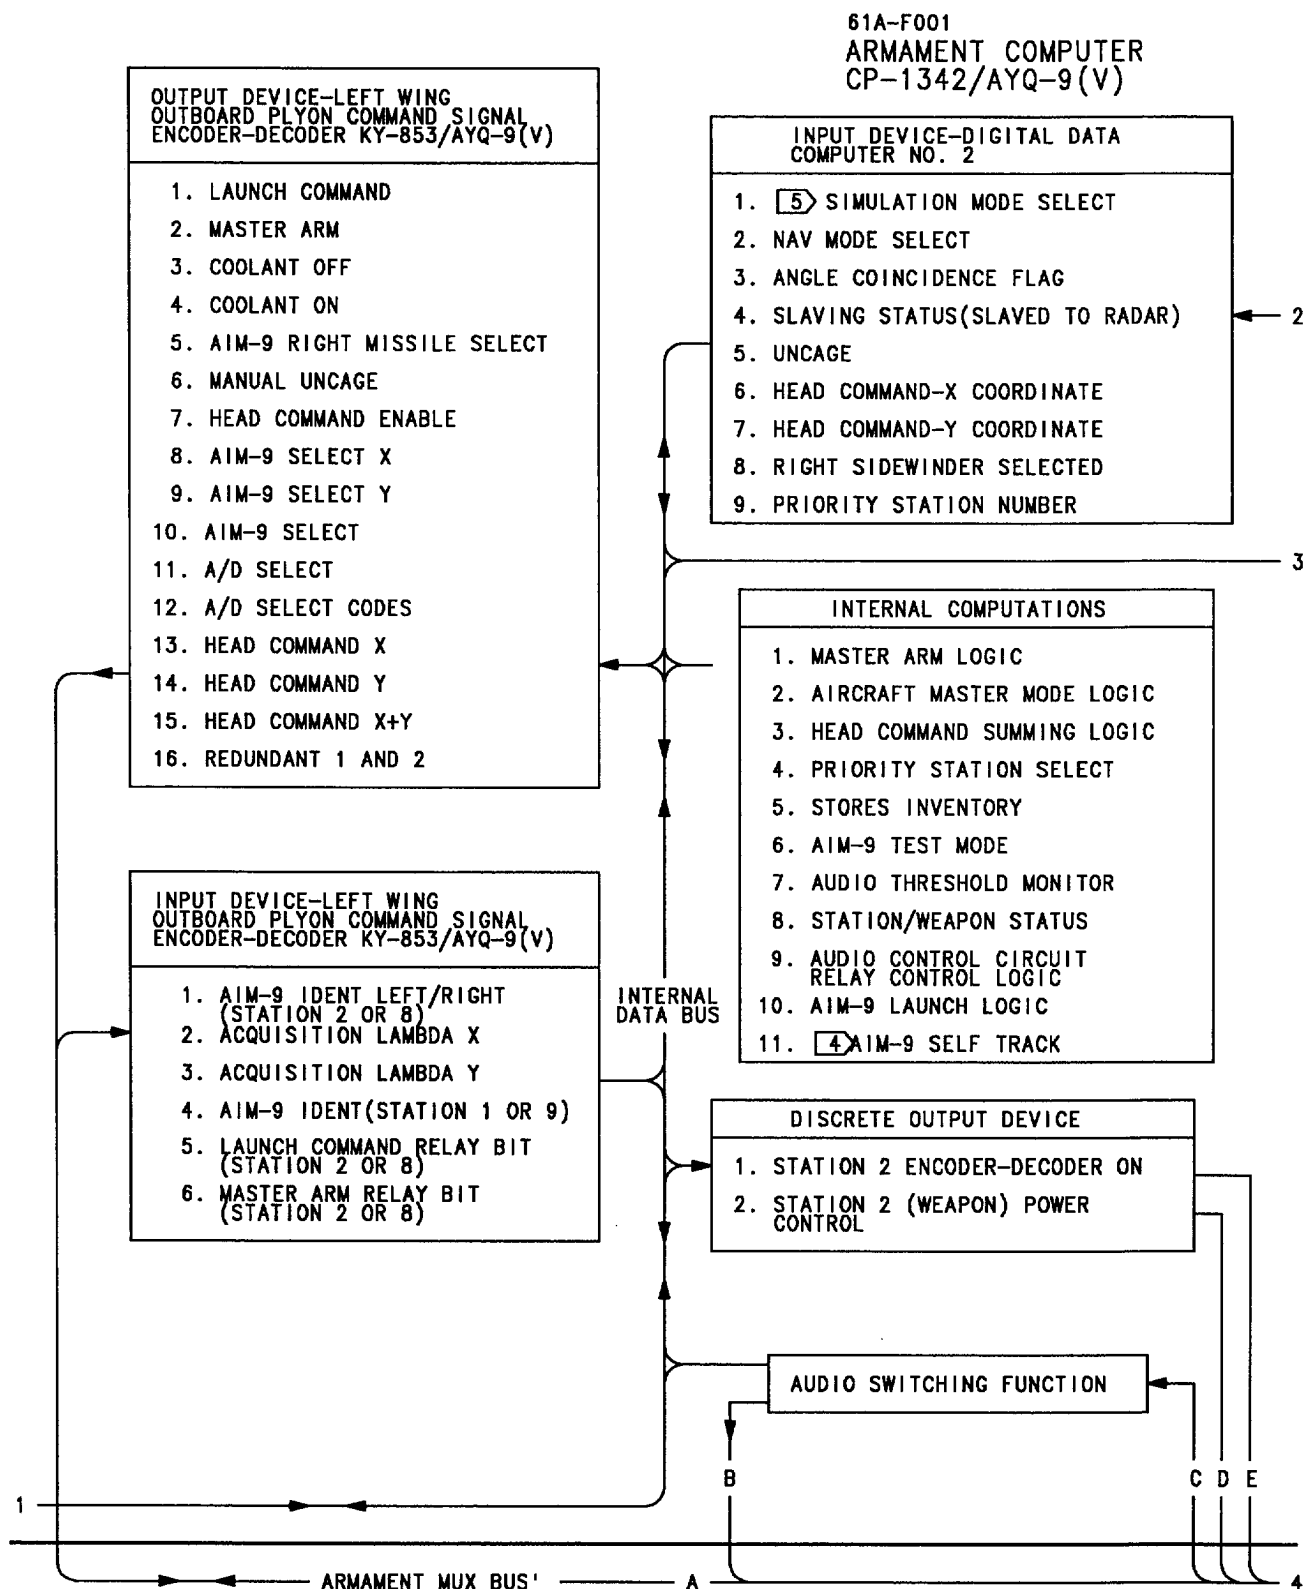 61A-F001
ARMAMENT COMPUTER
CP-1342/AYQ-9(V)
OUTPUT DEVICE-LEFT WING
OUTBOARD PLYON COMMAND SIGNAL
ENCODER-DECODER KY-853/AYQ-9(V)
1. LAUNCH COMMAND
2. MASTER ARM
3. COOLANT OFF
4. COOLANT ON
5. AIM-9 RIGHT MISSILE SELECT
6. MANUAL UNCAGE
7. HEAD COMMAND ENABLE
8. AIM-9 SELECT X
9. AIM-9 SELECT Y
10. AIM-9 SELECT
11. A/D SELECT
12. A/D SELECT CODES
13. HEAD COMMAND X
14. HEAD COMMAND Y
15. HEAD COMMAND X+Y
16. REDUNDANT 1 AND 2
INPUT DEVICE-DIGITAL DATA
COMPUTER NO. 2
1. 5 SIMULATION MODE SELECT
2. NAV MODE SELECT
3. ANGLE COINCIDENCE FLAG
4. SLAVING STATUS(SLAVED TO RADAR)
5. UNCAGE
6. HEAD COMMAND-X COORDINATE
7. HEAD COMMAND-Y COORDINATE
8. RIGHT SIDEWINDER SELECTED
9. PRIORITY STATION NUMBER
2
3
INTERNAL COMPUTATIONS
1. MASTER ARM LOGIC
2. AIRCRAFT MASTER MODE LOGIC
3. HEAD COMMAND SUMMING LOGIC
4. PRIORITY STATION SELECT
5. STORES INVENTORY
6. AIM-9 TEST MODE
7. AUDIO THRESHOLD MONITOR
8. STATION/WEAPON STATUS
9. AUDIO CONTROL CIRCUIT
RELAY CONTROL LOGIC
10. AIM-9 LAUNCH LOGIC
11. 4 AIM-9 SELF TRACK
INPUT DEVICE-LEFT WING
OUTBOARD PLYON COMMAND SIGNAL
ENCODER-DECODER KY-853/AYQ-9(V)
1. AIM-9 IDENT LEFT/RIGHT
(STATION 2 OR 8)
2. ACQUISITION LAMBDA X
3. ACQUISITION LAMBDA Y
4. AIM-9 IDENT(STATION 1 OR 9)
5. LAUNCH COMMAND RELAY BIT
(STATION 2 OR 8)
6. MASTER ARM RELAY BIT
(STATION 2 OR 8)
INTERNAL
DATA BUS
DISCRETE OUTPUT DEVICE
1. STATION 2 ENCODER-DECODER ON
2. STATION 2 (WEAPON) POWER
CONTROL
AUDIO SWITCHING FUNCTION
B
C D E
1
ARMAMENT MUX BUS'
A
4